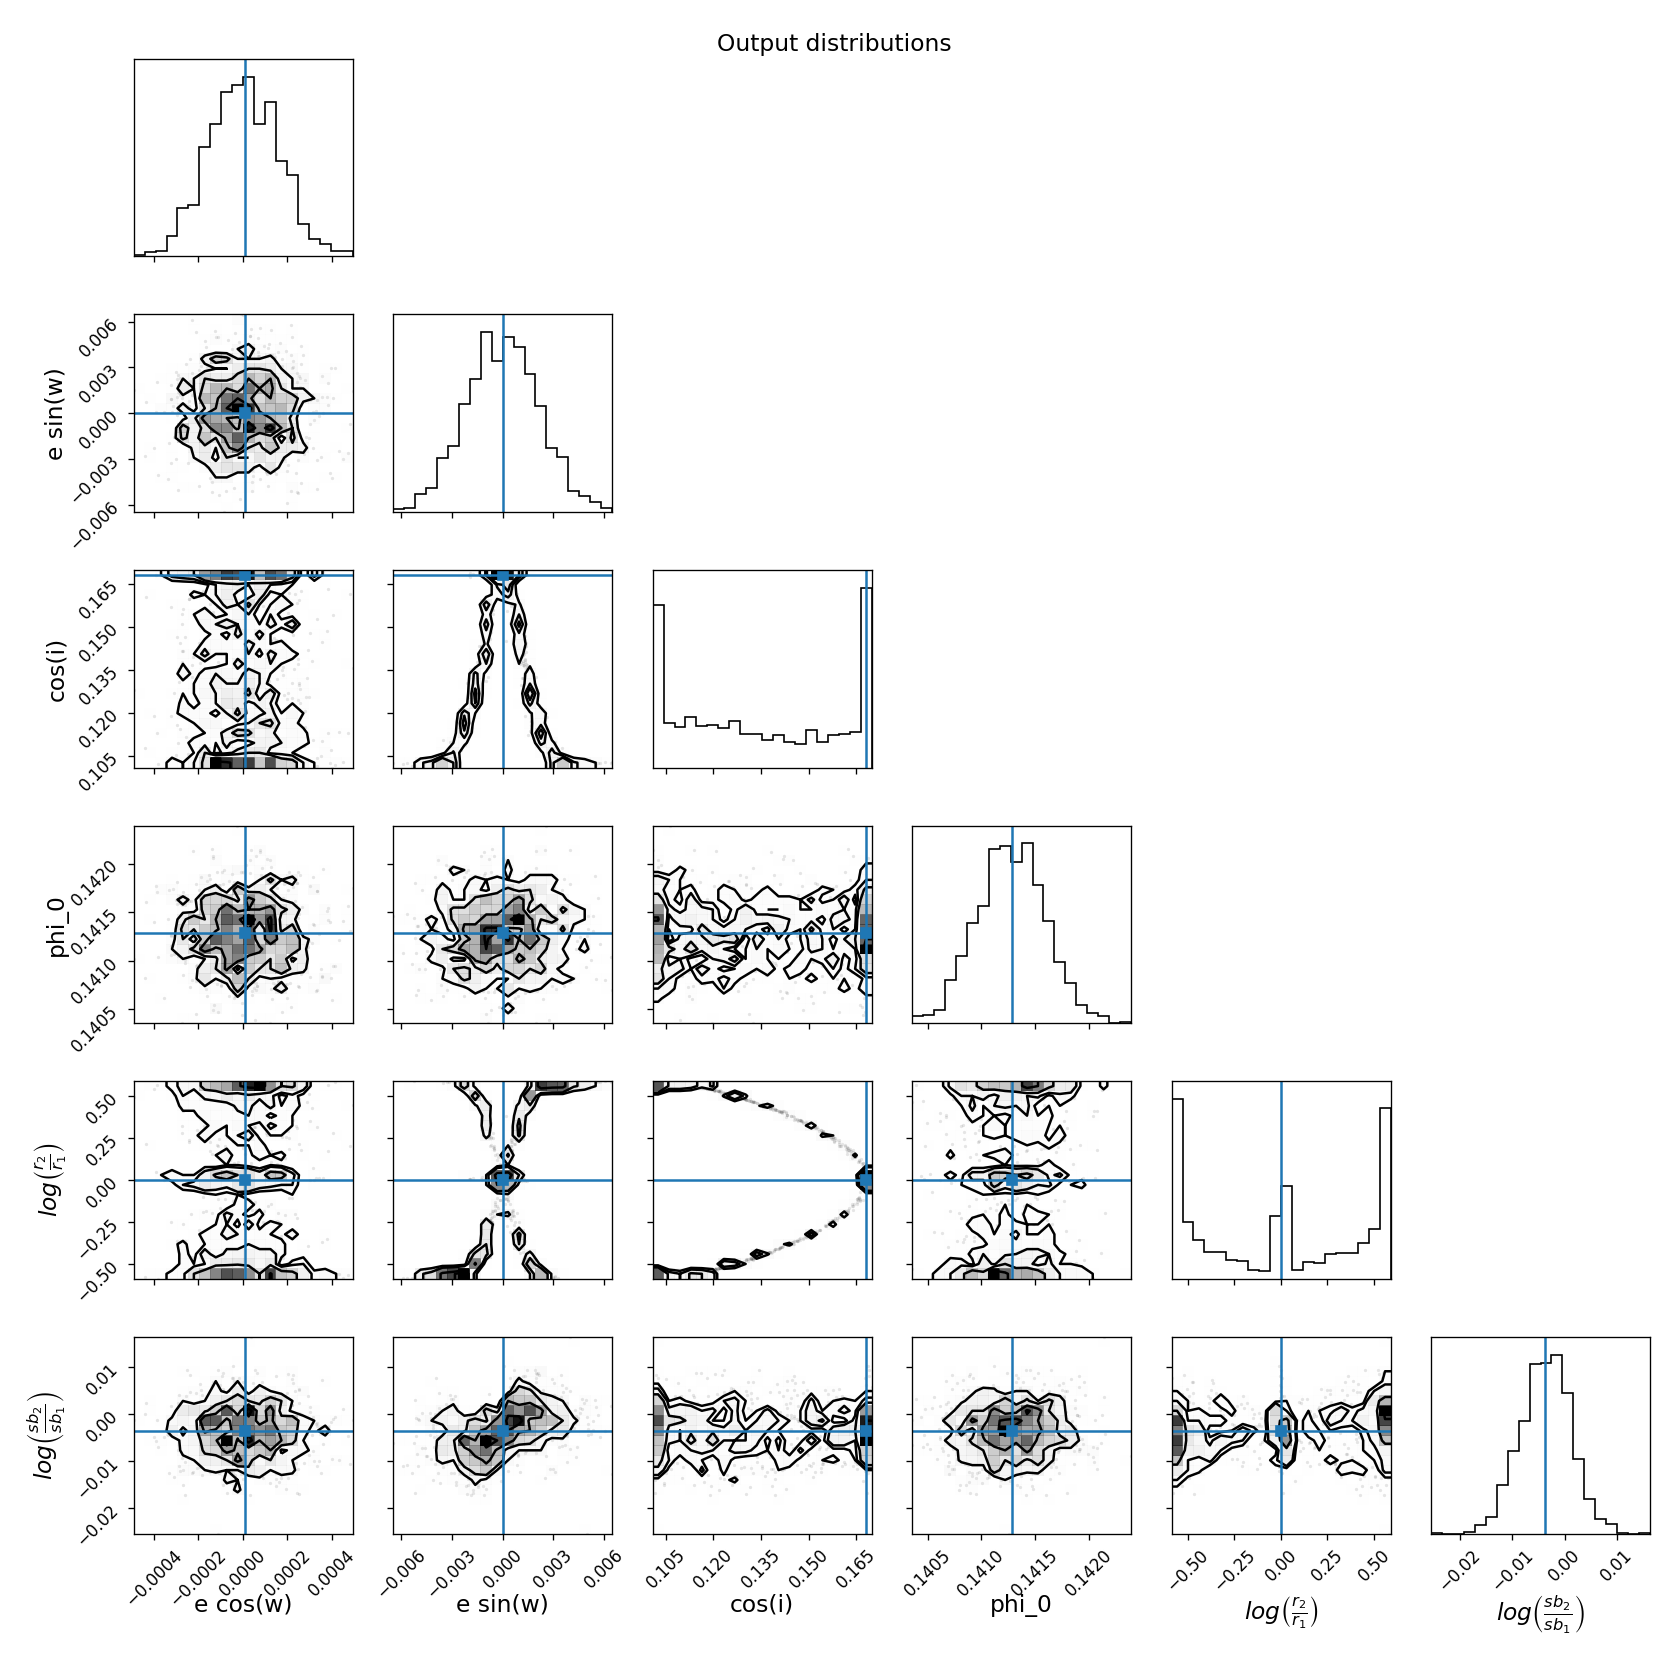 Output distributions
0.006
0.003
0.000
−0.003
−0.006
e sin(w)
0.165
0.150
0.135
0.120
0.105
cos(i)
0.1420
0.1415
0.1410
0.1405
phi_0
0.50
0.25
0.00
−0.25
−0.50
log(r2/r1)
0.01
0.00
−0.01
−0.02
log(sb2/sb1)
−0.0004 −0.0002 0.0000 0.0002 0.0004
−0.006 −0.003 0.000 0.003 0.006
0.105 0.120 0.135 0.150 0.165
0.1405 0.1410 0.1415 0.1420
−0.50 −0.25 0.00 0.25 0.50
−0.02 −0.01 0.00 0.01
e cos(w) e sin(w) cos(i) phi_0 log(r2/r1) log(sb2/sb1)